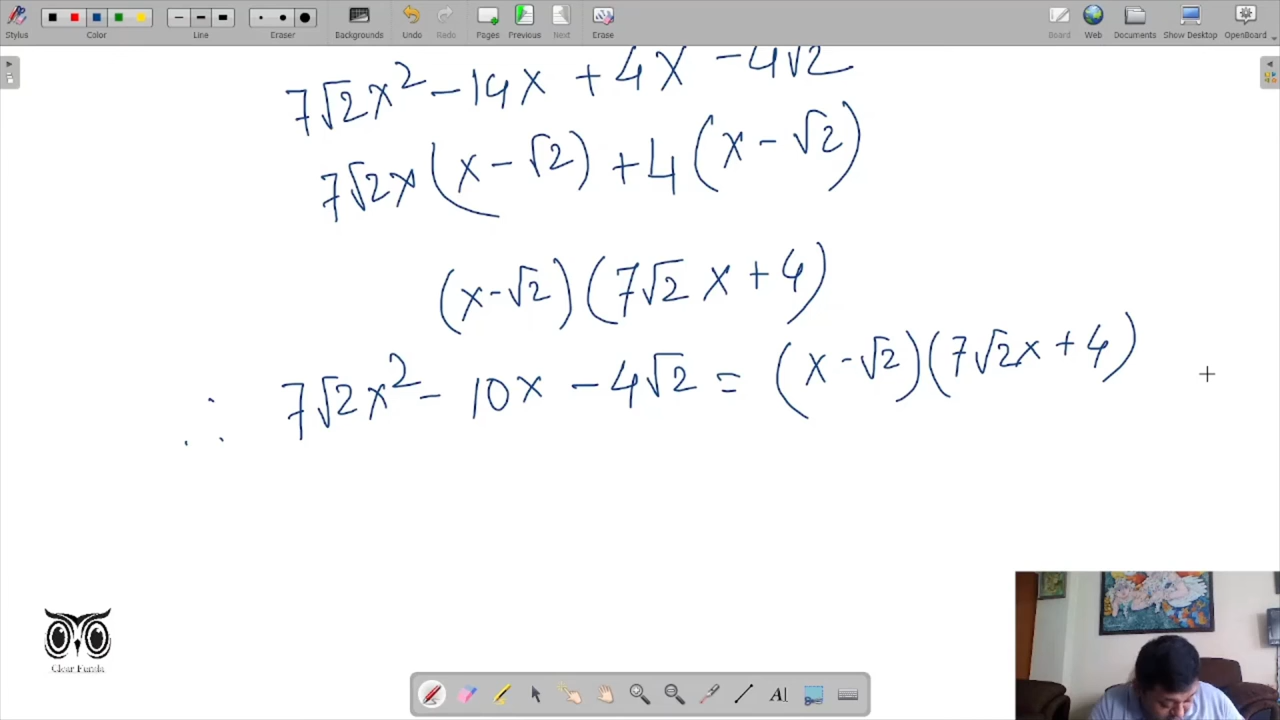 Stylus Color Line Eraser Backgrounds Undo Redo Pages Previous Next Erase Board Web Documents Show Desktop OpenBoard
7√2x² - 14x + 4x - 4√2
7√2x(x - √2) + 4(x - √2)
(x - √2)(7√2x + 4)
∴ 7√2x² - 10x - 4√2 = (x - √2)(7√2x + 4)
Clear Funda